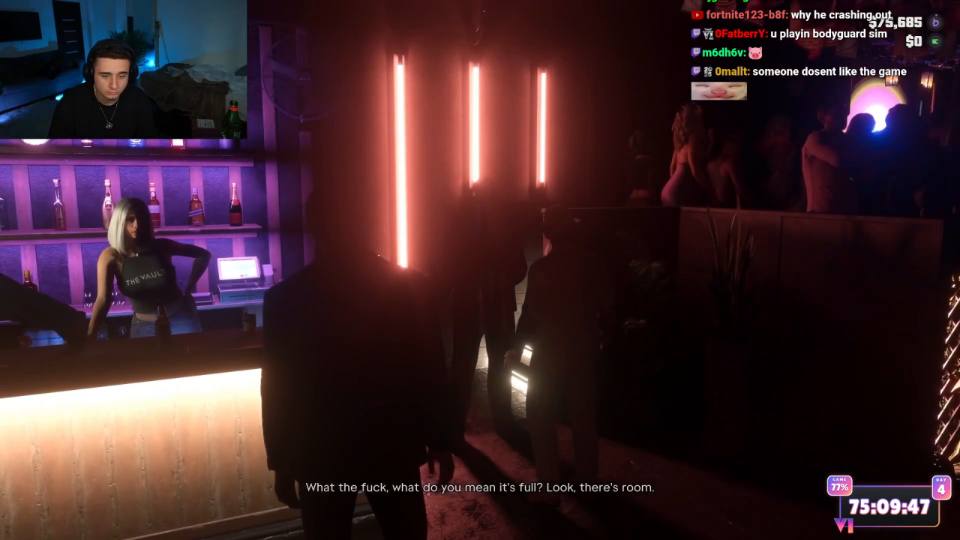 fortnite123-b8f: why he crashing out
$75,685
0FatberrY: u playin bodyguard sim
$0
m6dh6v:
0mallt: someone dosent like the game
THE VAULT
What the fuck, what do you mean it's full? Look, there's room.
GAME
77%
DAY
4
75:09:47
VI